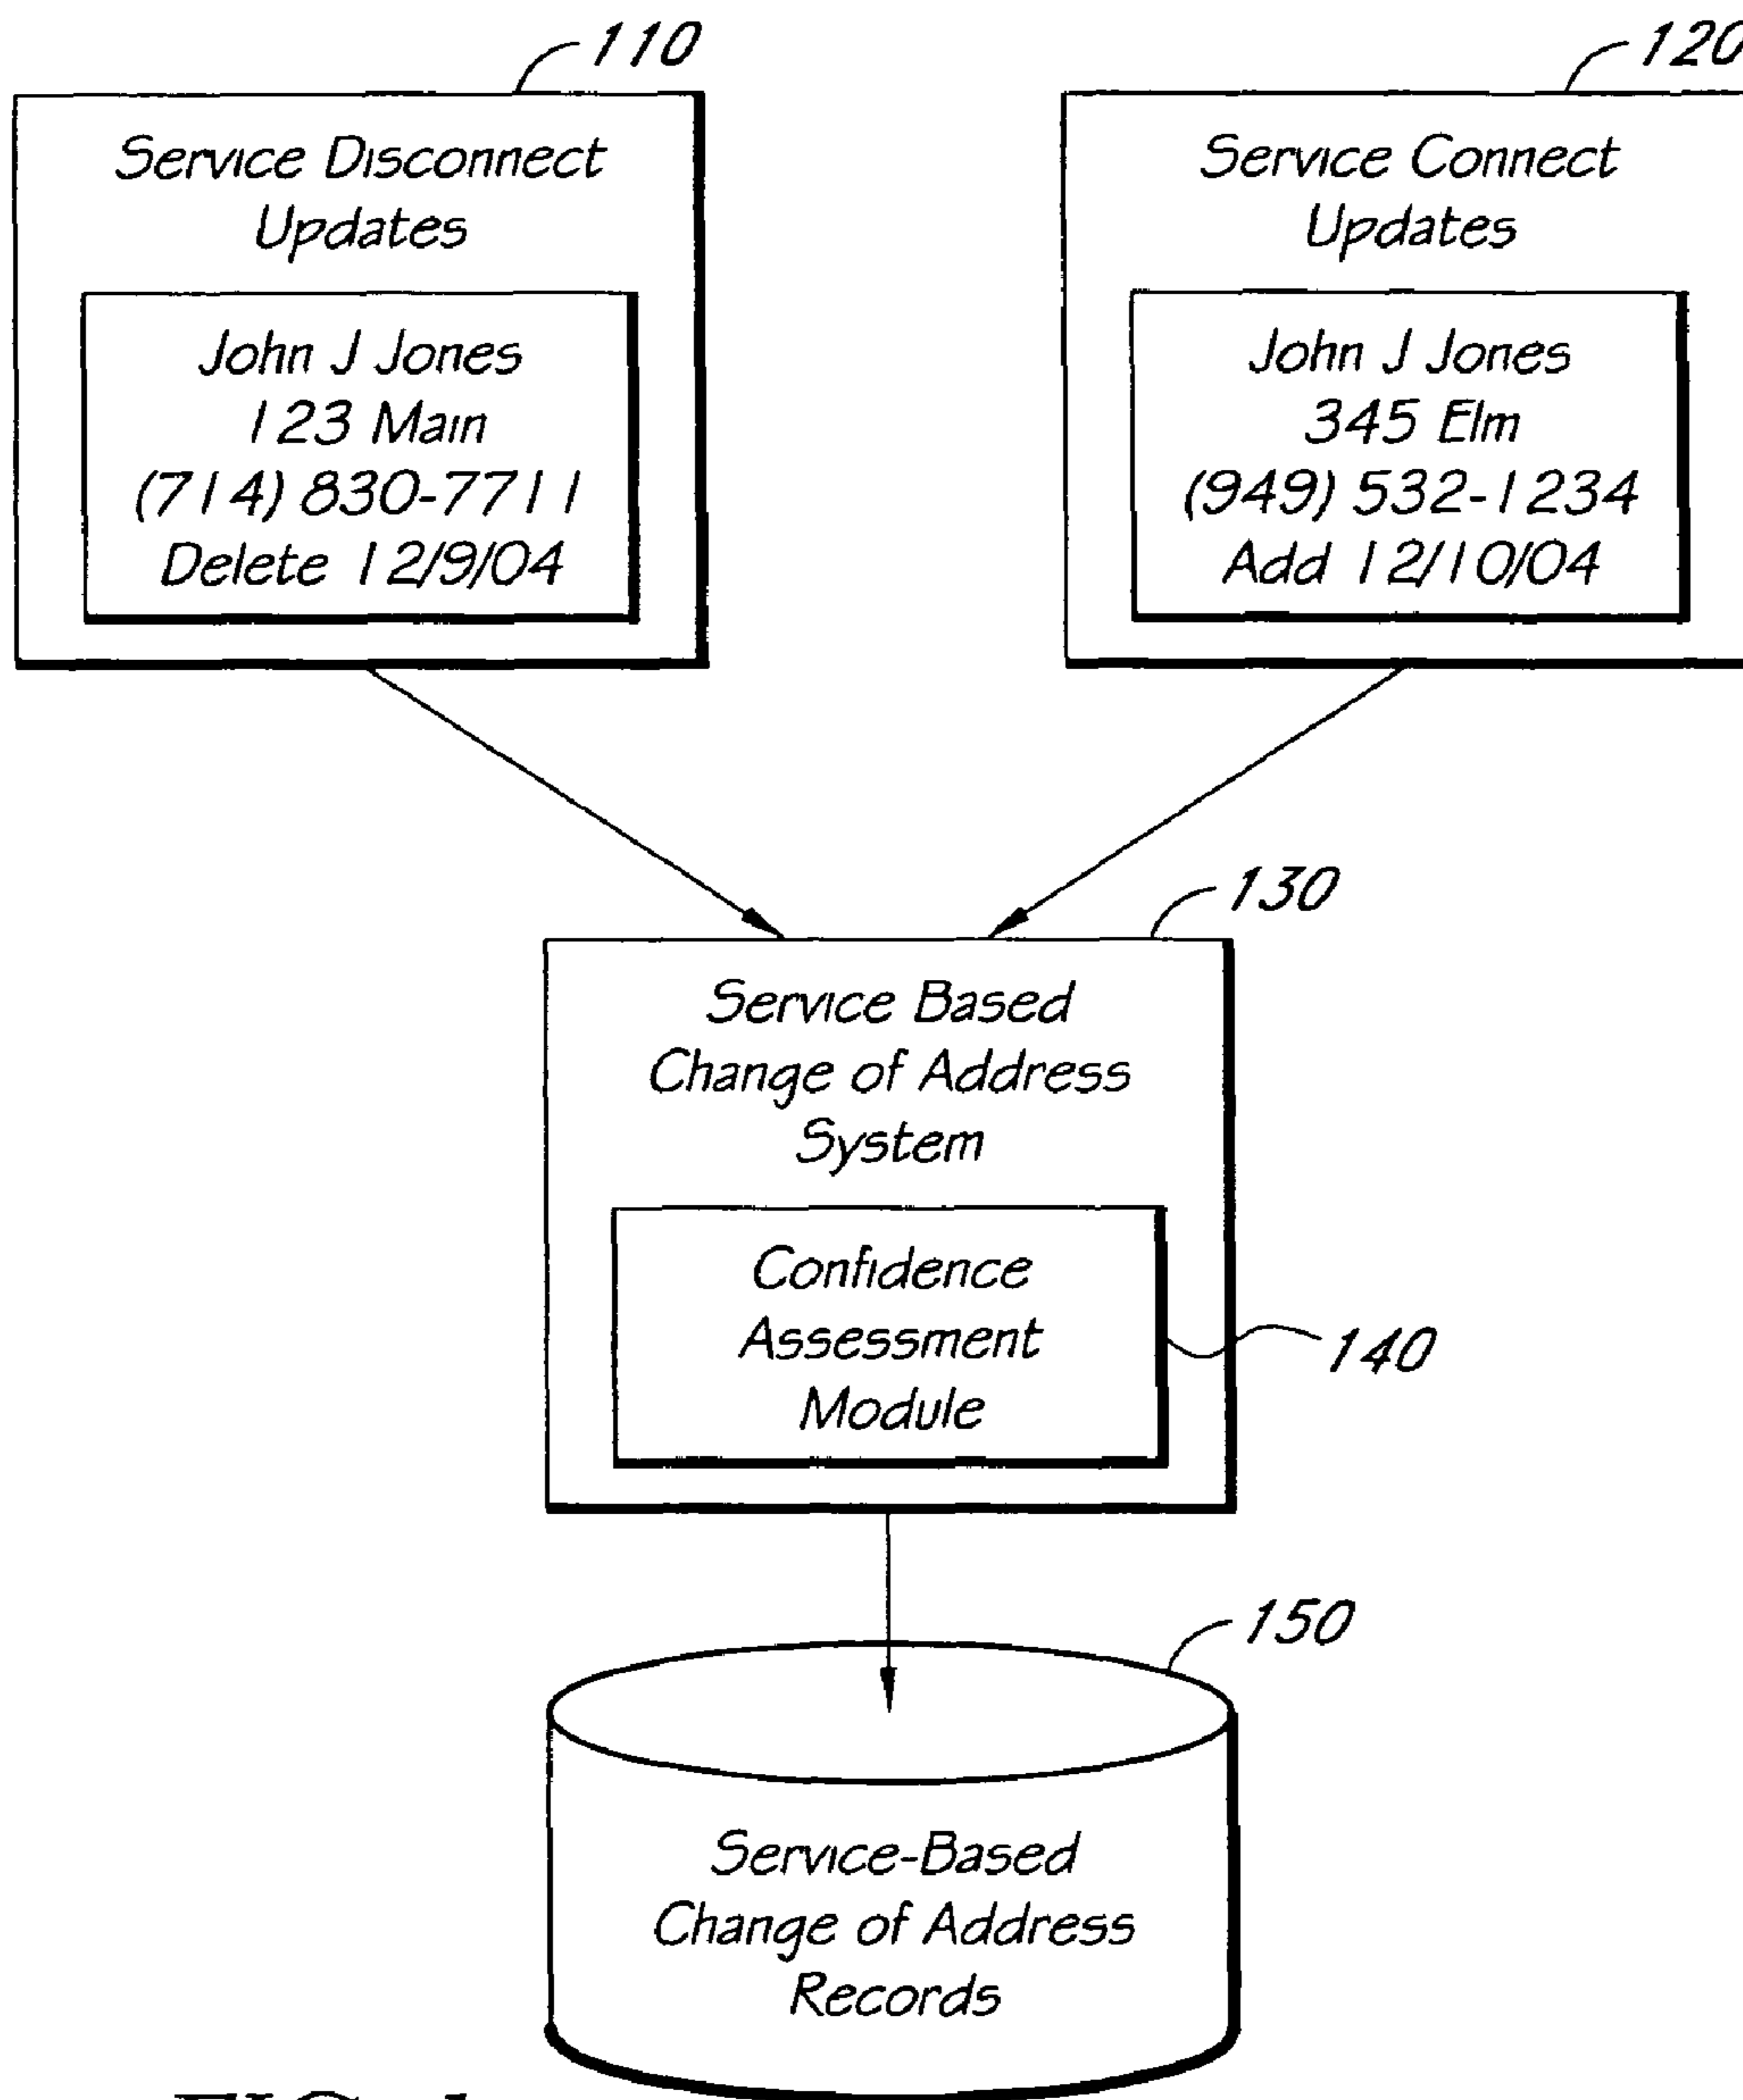 110
Service Disconnect
Updates
John J Jones
123 Main
(714) 830-7711
Delete 12/9/04
120
Service Connect
Updates
John J Jones
345 Elm
(949) 532-1234
Add 12/10/04
130
Service Based
Change of Address
System
Confidence
Assessment
Module
140
150
Service-Based
Change of Address
Records